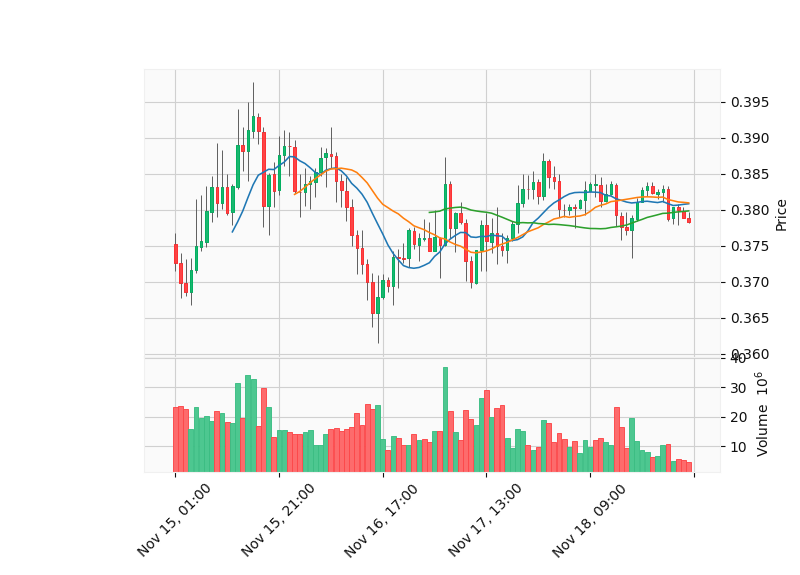 0.395
0.390
0.385
0.380
0.375
0.370
0.365
0.360
Price
40
30
20
10
Volume 10^6
Nov 15, 01:00
Nov 15, 21:00
Nov 16, 17:00
Nov 17, 13:00
Nov 18, 09:00